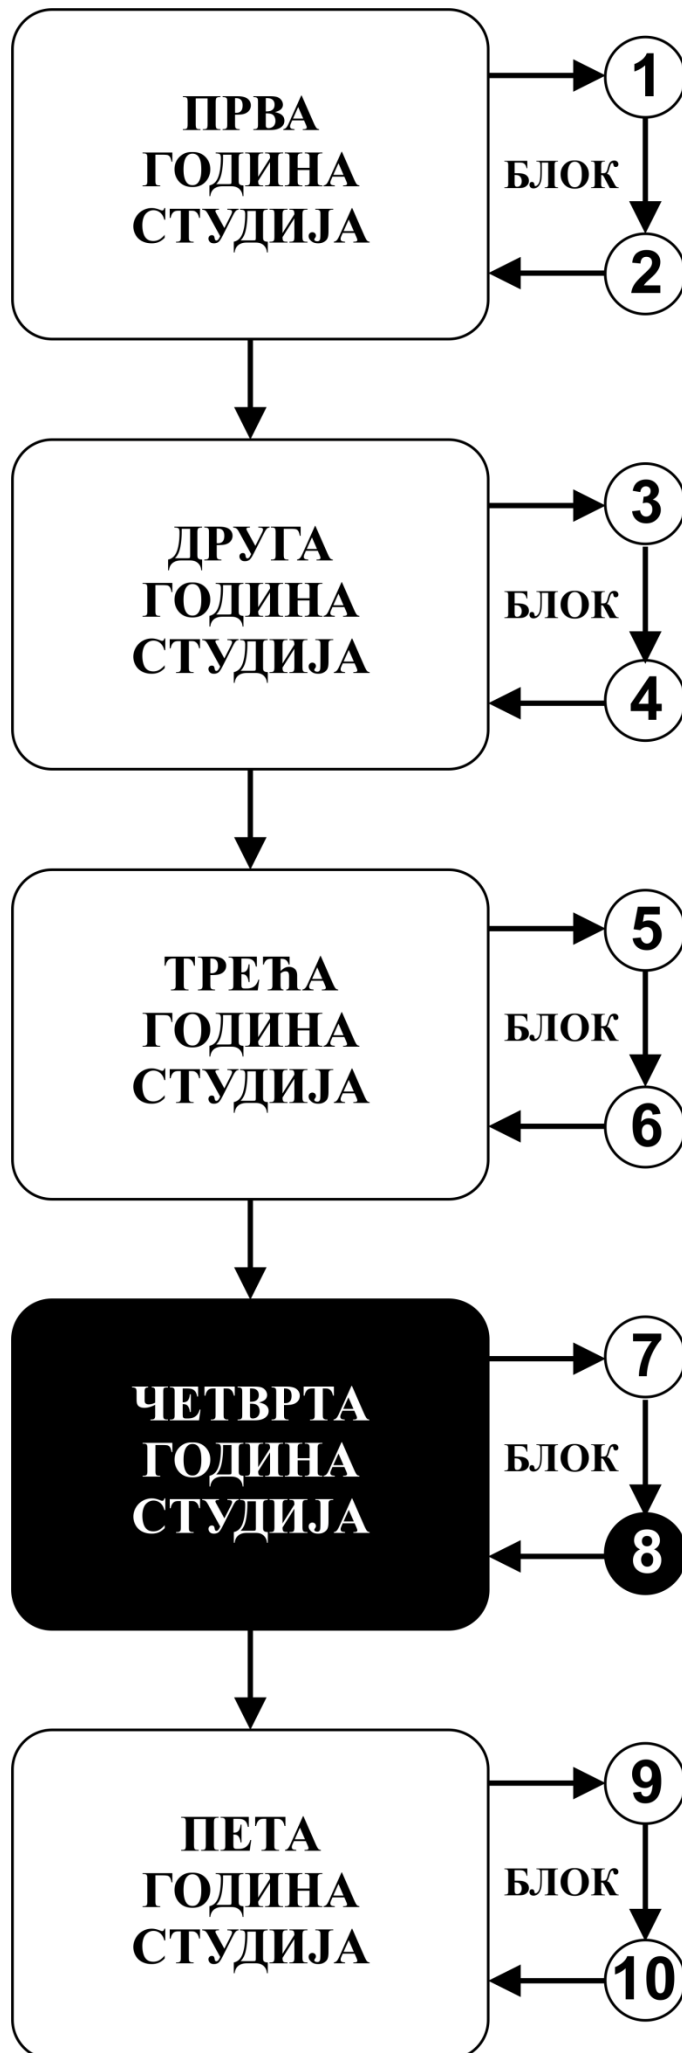 ПРВА
ГОДИНА
СТУДИЈА
1
БЛОК
2
ДРУГА
ГОДИНА
СТУДИЈА
3
БЛОК
4
ТРЕЋА
ГОДИНА
СТУДИЈА
5
БЛОК
6
ЧЕТВРТА
ГОДИНА
СТУДИЈА
7
БЛОК
8
ПЕТА
ГОДИНА
СТУДИЈА
9
БЛОК
10